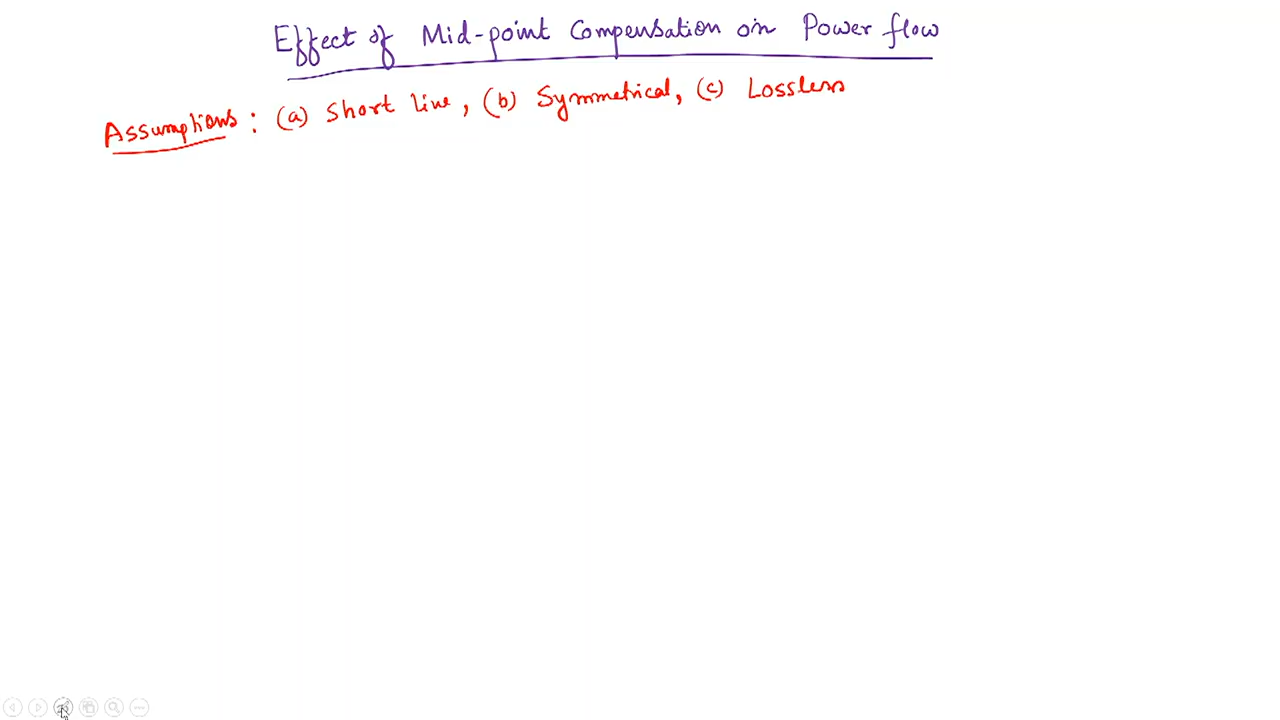 Effect of Mid-point Compensation on Power flow
Assumptions : (a) Short line, (b) Symmetrical, (c) Lossless